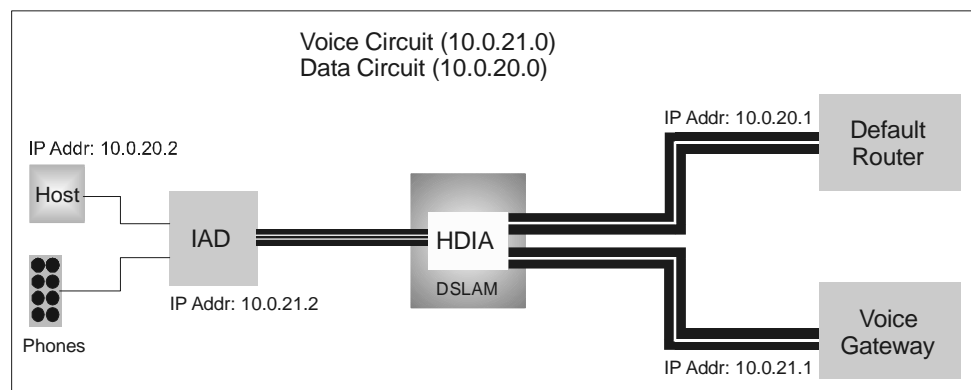 Voice Circuit (10.0.21.0)
Data Circuit (10.0.20.0)
IP Addr: 10.0.20.1
Default
Router
IP Addr: 10.0.20.2
Host
IAD
HDIA
DSLAM
IP Addr: 10.0.21.2
Phones
Voice
Gateway
IP Addr: 10.0.21.1